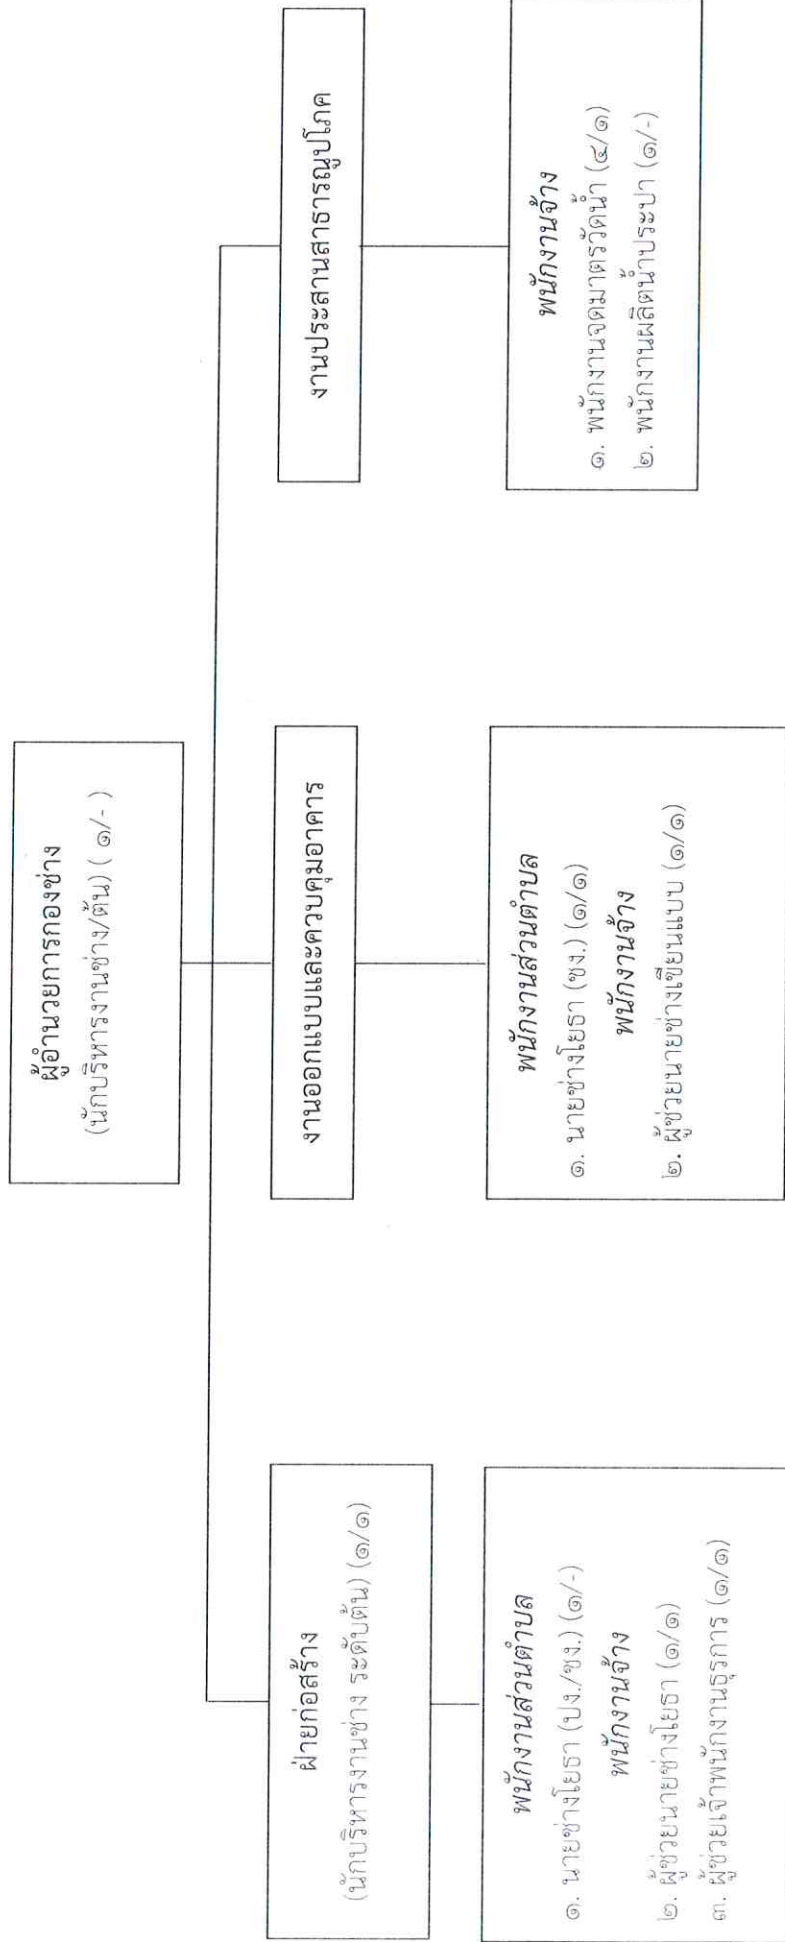 ผู้อำนวยการกองช่าง
(นักบริหารงานช่าง/ต้น) ( ๑/- )
ฝ่ายก่อสร้าง
(นักบริหารงานช่าง ระดับต้น) (๑/๑)
พนักงานส่วนตำบล
๑. นายช่างโยธา (ปง./ชง.) (๑/-)
พนักงานจ้าง
๒. ผู้ช่วยนายช่างโยธา (๑/๑)
๓. ผู้ช่วยเจ้าพนักงานธุรการ (๑/๑)
งานออกแบบและควบคุมอาคาร
พนักงานส่วนตำบล
๑. นายช่างโยธา (ชง.) (๑/๑)
พนักงานจ้าง
๒. ผู้ช่วยนายช่างเขียนแบบ (๑/๑)
งานประสานสาธารณูปโภค
พนักงานจ้าง
๑. พนักงานจดมาตรวัดน้ำ (๔/๑)
๒. พนักงานผลิตน้ำประปา (๑/-)